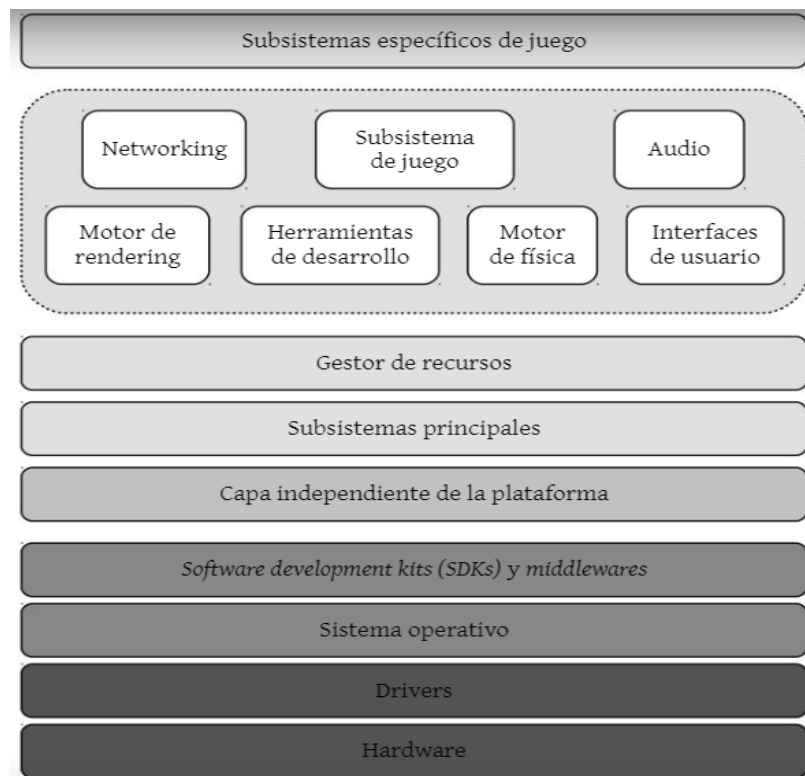 Subsistemas específicos de juego
Networking
Subsistema
de juego
Audio
Motor de
rendering
Herramientas
de desarrollo
Motor
de física
Interfaces
de usuario
Gestor de recursos
Subsistemas principales
Capa independiente de la plataforma
Software development kits (SDKs) y middlewares
Sistema operativo
Drivers
Hardware